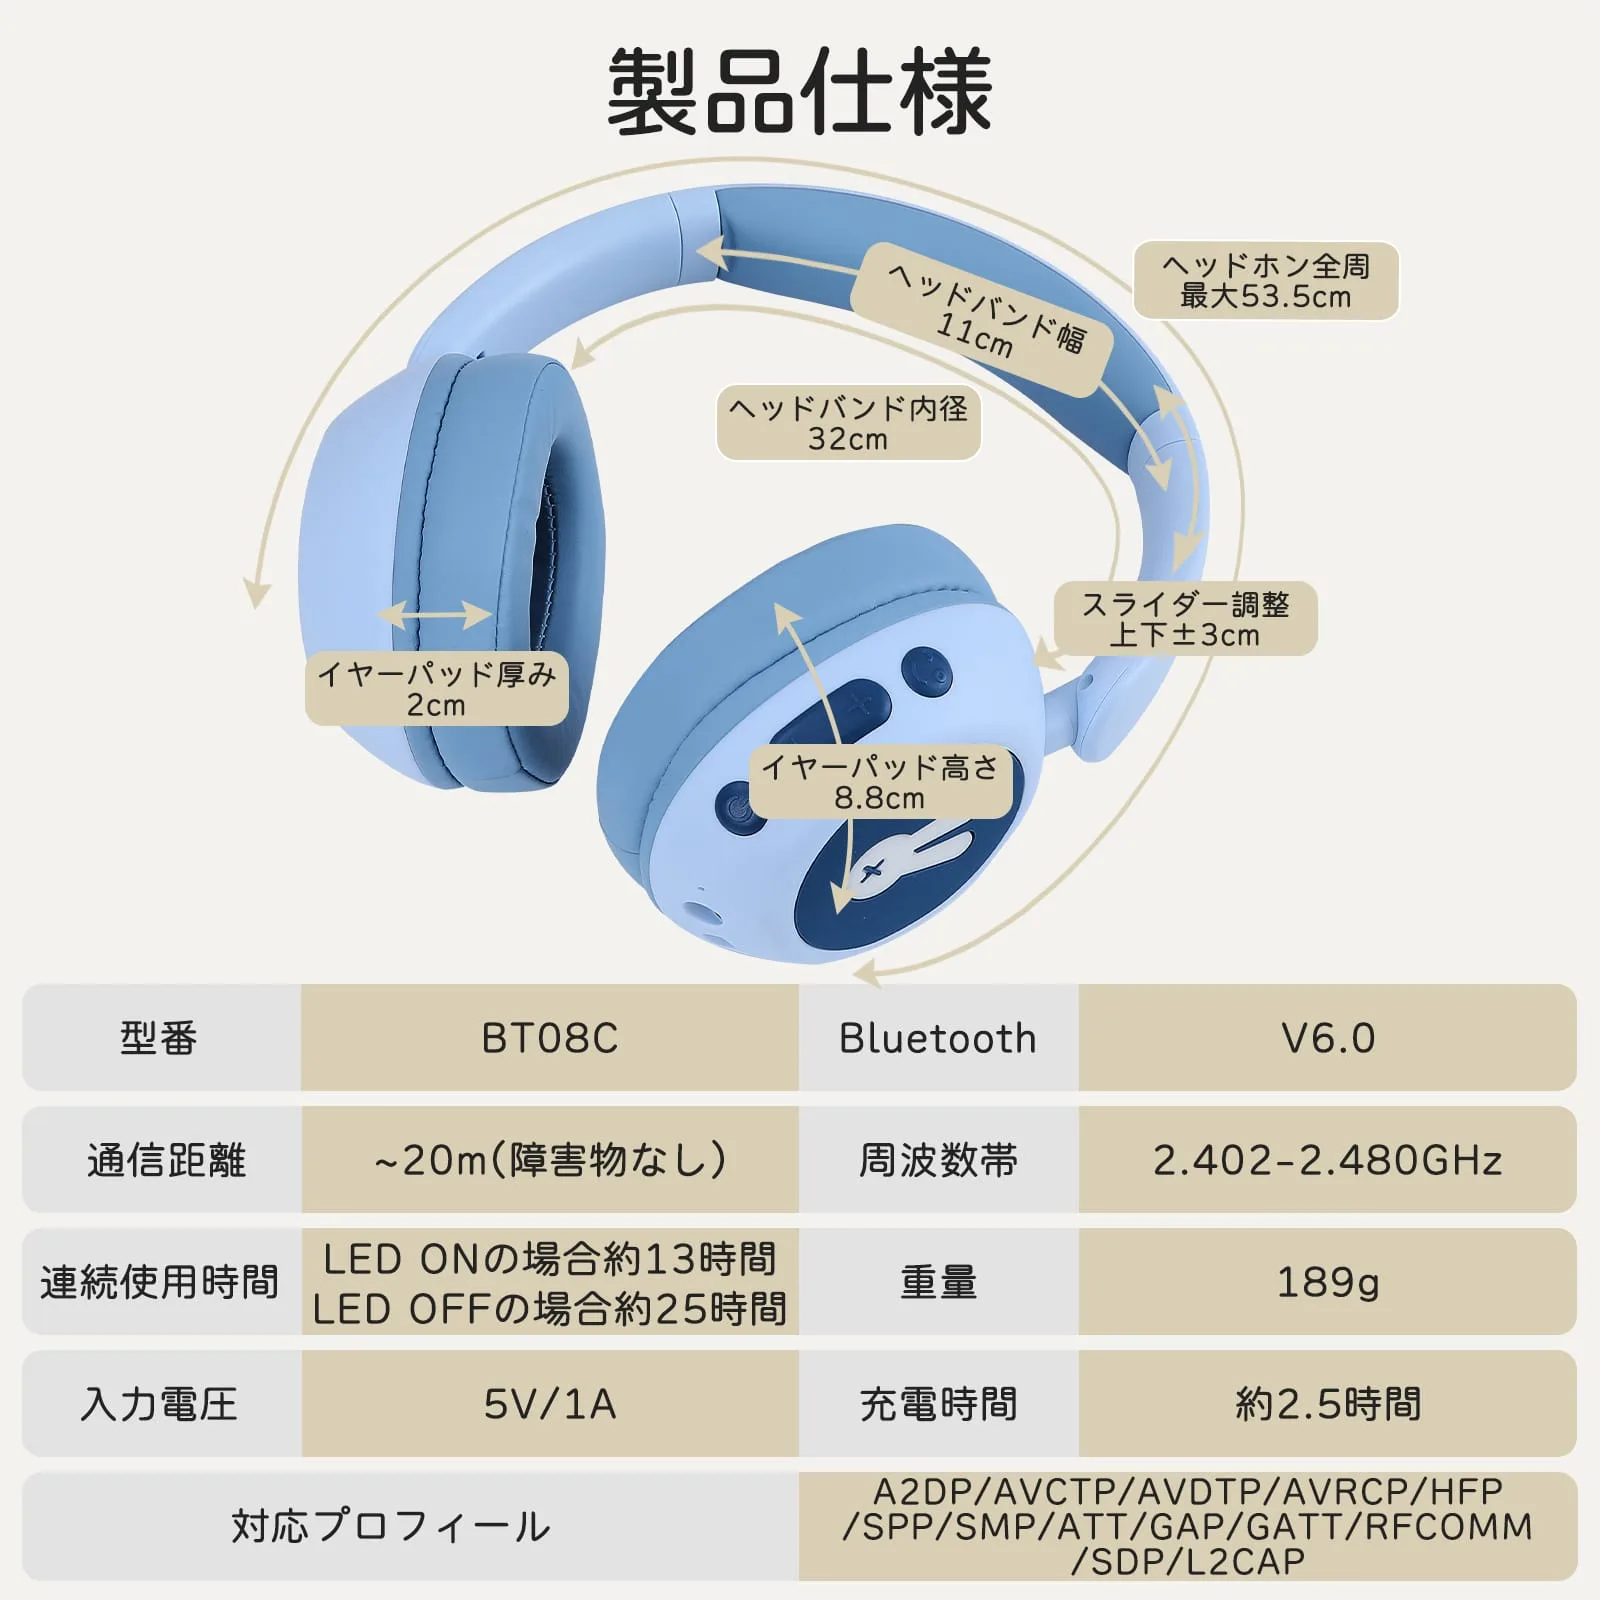 製品仕様
ヘッドホン全周
最大53.5cm
ヘッドバンド幅
11cm
ヘッドバンド内径
32cm
スライダー調整
上下±3cm
イヤーパッド厚み
2cm
イヤーパッド高さ
8.8cm
型番
BT08C
Bluetooth
V6.0
通信距離
~20m(障害物なし)
周波数帯
2.402-2.480GHz
連続使用時間
LED ONの場合約13時間
LED OFFの場合約25時間
重量
189g
入力電圧
5V/1A
充電時間
約2.5時間
対応プロフィール
A2DP/AVCTP/AVDTP/AVRCP/HFP
/SPP/SMP/ATT/GAP/GATT/RFCOMM
/SDP/L2CAP